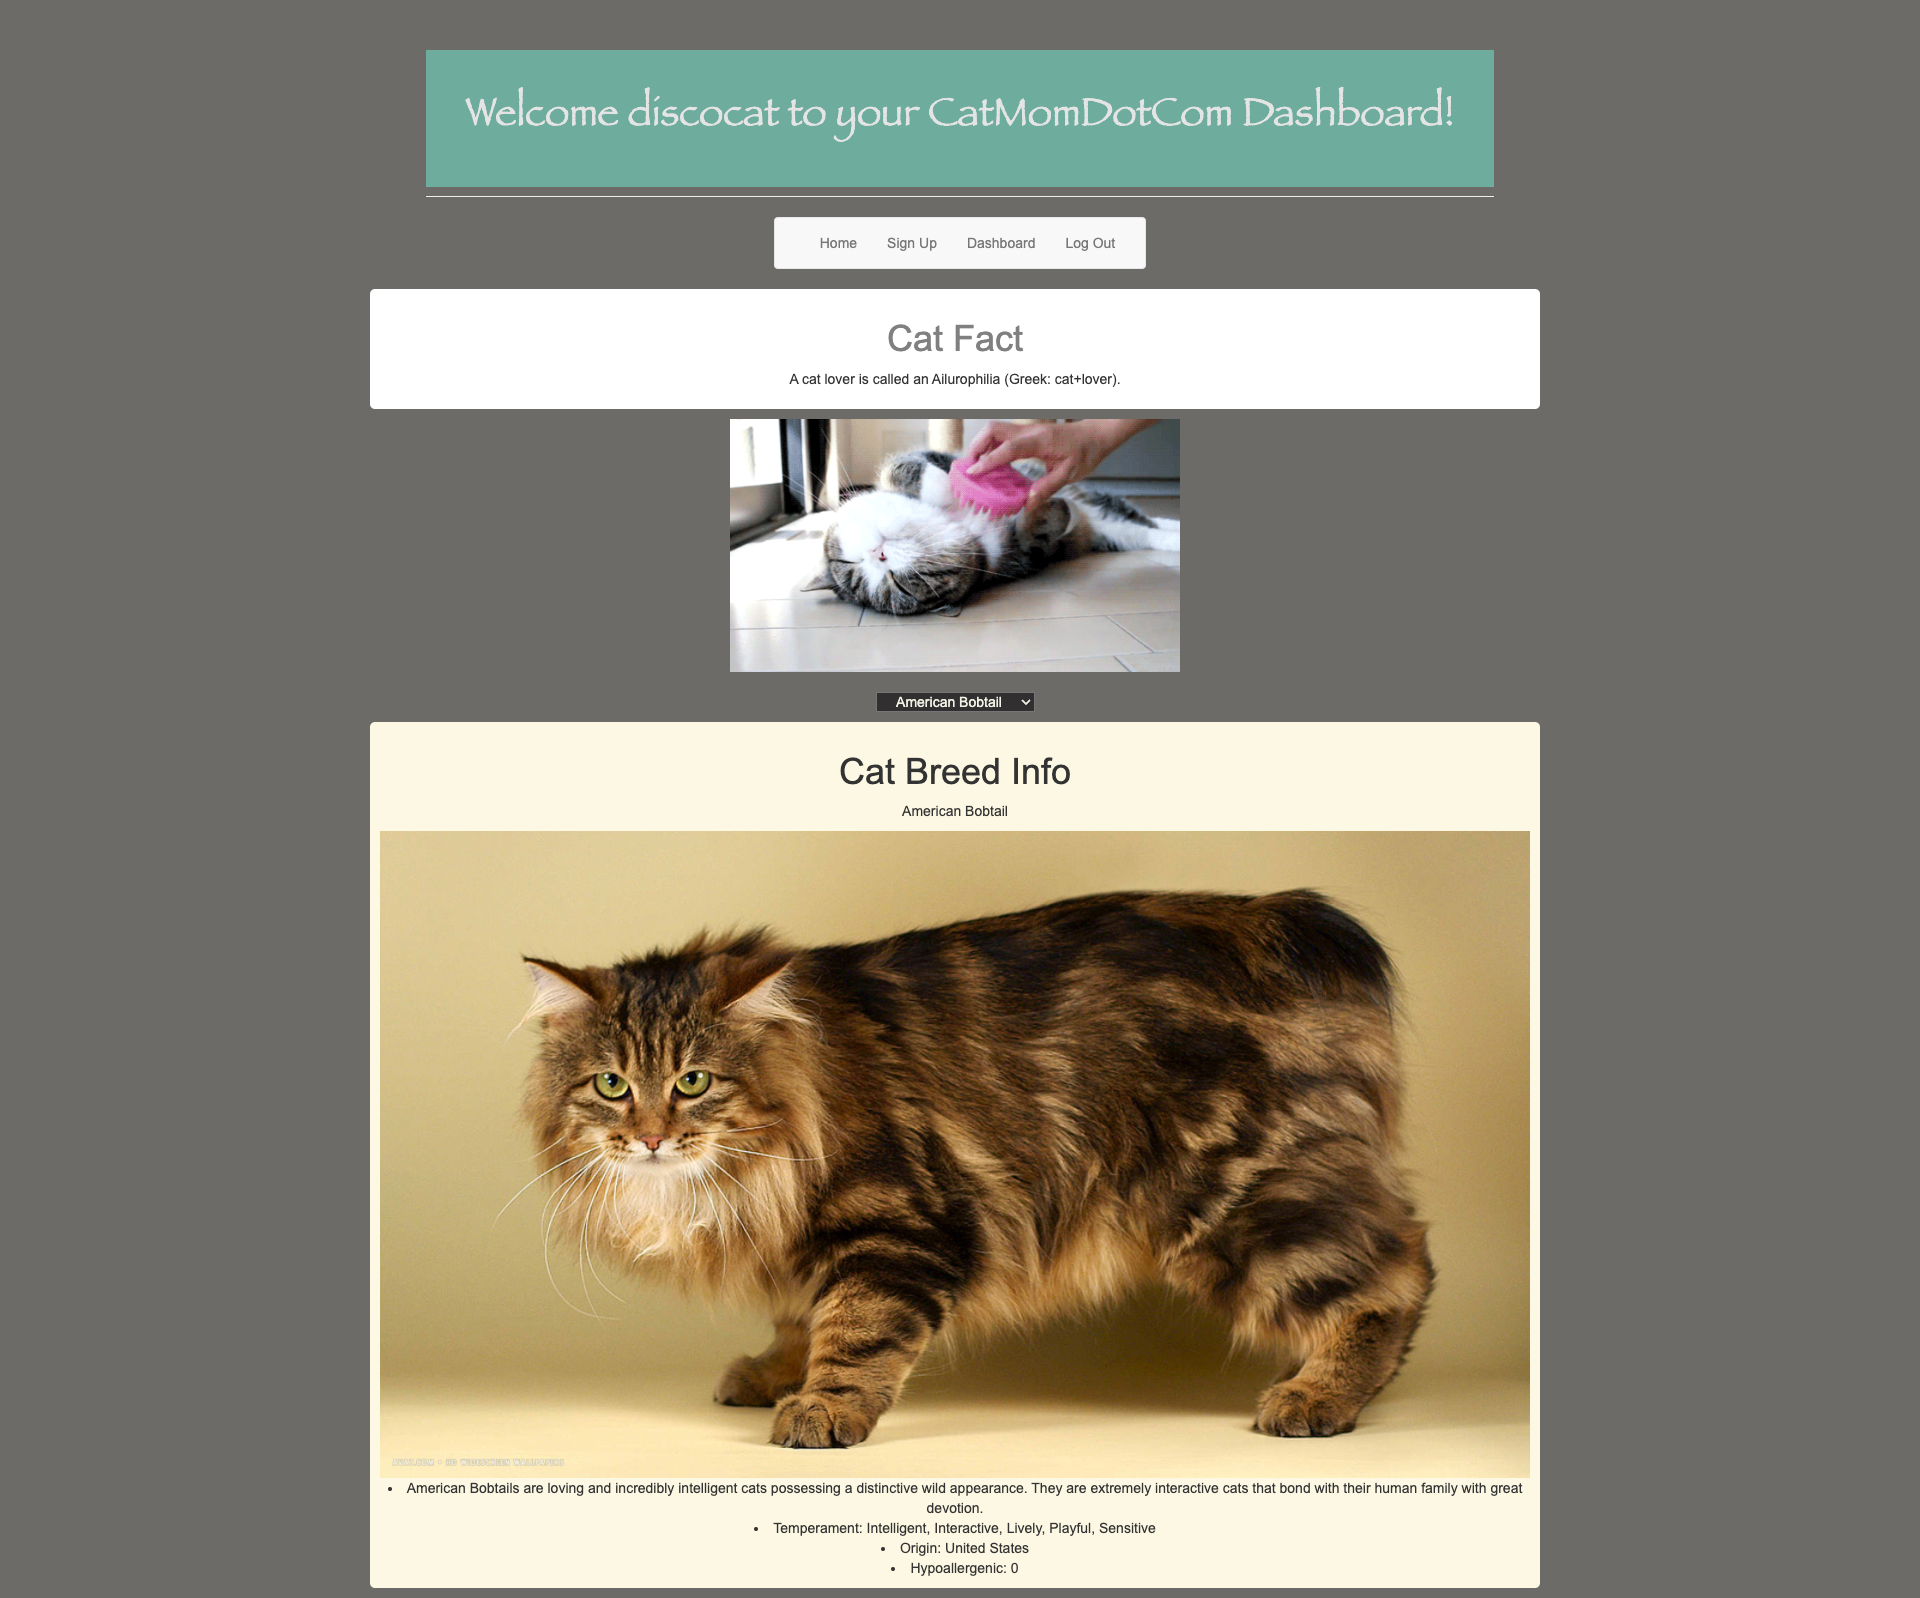 Welcome discocat to your CatMomDotCom Dashboard!
Home Sign Up Dashboard Log Out
Cat Fact
A cat lover is called an Ailurophilia (Greek: cat+lover).
American Bobtail
Cat Breed Info
American Bobtail
• American Bobtails are loving and incredibly intelligent cats possessing a distinctive wild appearance. They are extremely interactive cats that bond with their human family with great
devotion.
• Temperament: Intelligent, Interactive, Lively, Playful, Sensitive
• Origin: United States
• Hypoallergenic: 0